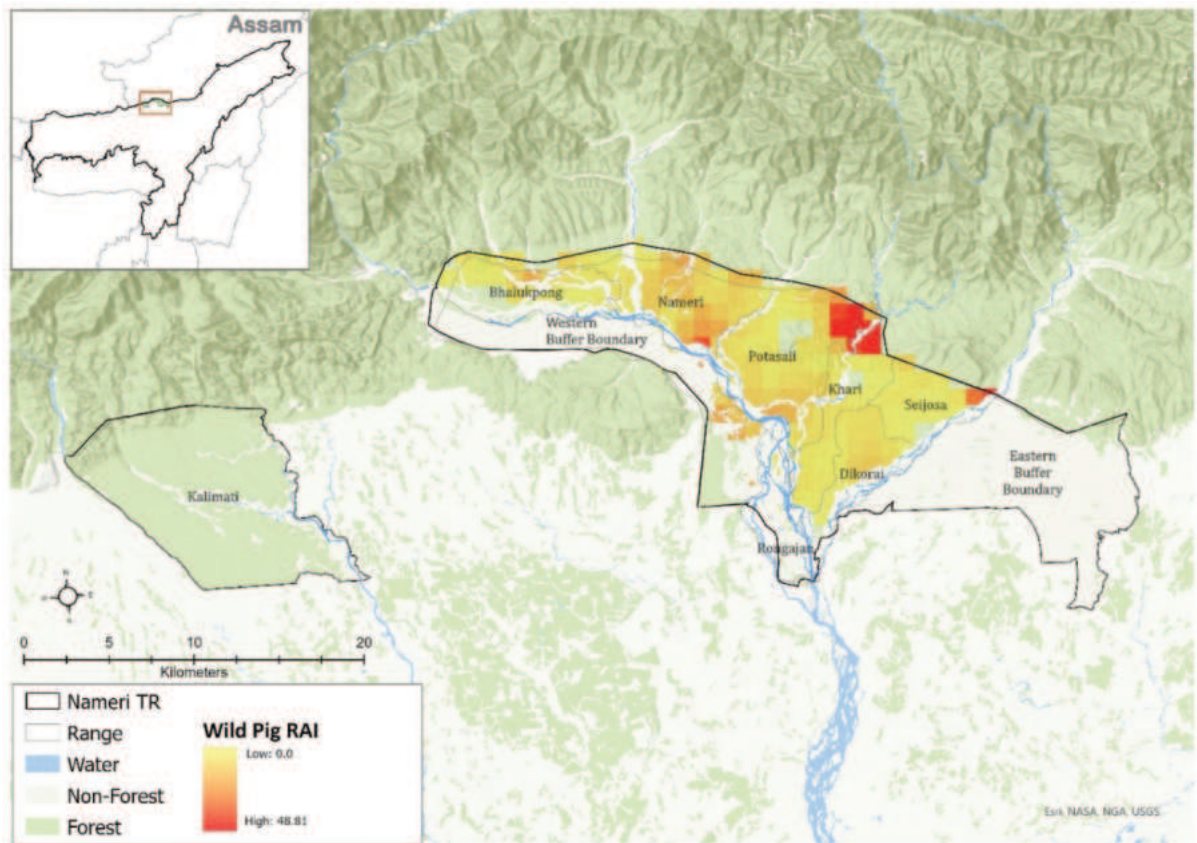 Assam
Bhalukpong
Nameri
Western
Buffer Boundary
Potasali
Khari
Seijosa
Eastern
Buffer
Boundary
Dikorai
Kalimati
Rongajan
N
E
S
0 5 10 20
Kilometers
Nameri TR
Range
Water
Non-Forest
Forest
Wild Pig RAI
Low: 0.0
High: 48.81
Esri, NASA, NGA, USGS